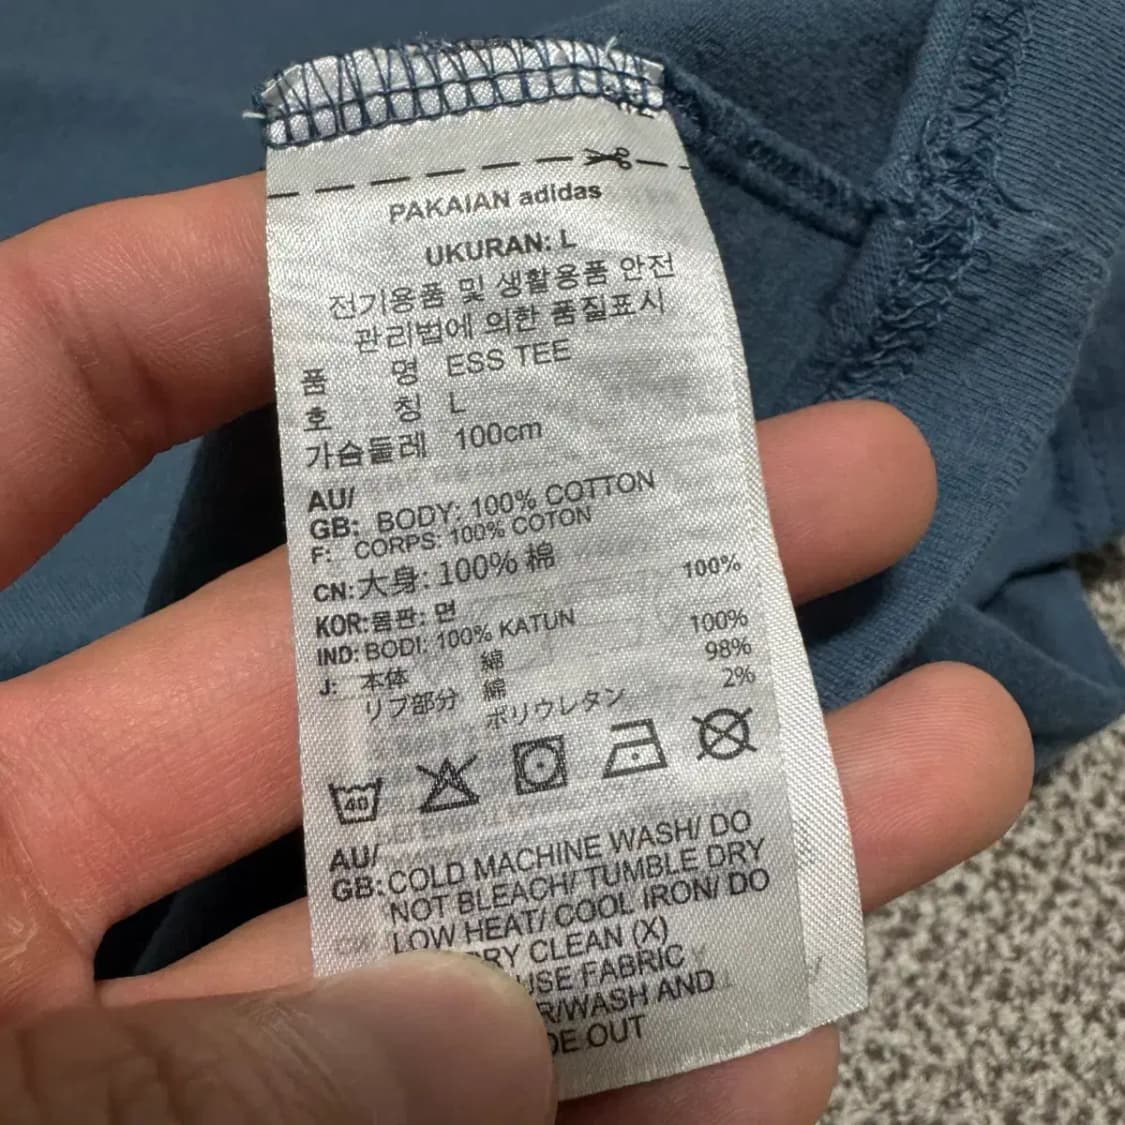 PAKAIAN adidas
UKURAN: L
전기용품 및 생활용품 안전
관리법에 의한 품질표시
품 명 ESS TEE
호 칭 L
가슴둘레 100cm
AU/
GB: BODY: 100% COTTON
F: CORPS: 100% COTON
CN: 大身: 100% 棉
KOR: 몸판: 면 100%
IND: BODI: 100% KATUN
J: 本体 綿 100%
リブ部分 綿 98%
ポリウレタン 2%
40
AU/
GB: COLD MACHINE WASH/ DO
NOT BLEACH/ TUMBLE DRY
LOW HEAT/ COOL IRON/ DO
CLEAN (X)
USE FABRIC
WASH AND
OUT